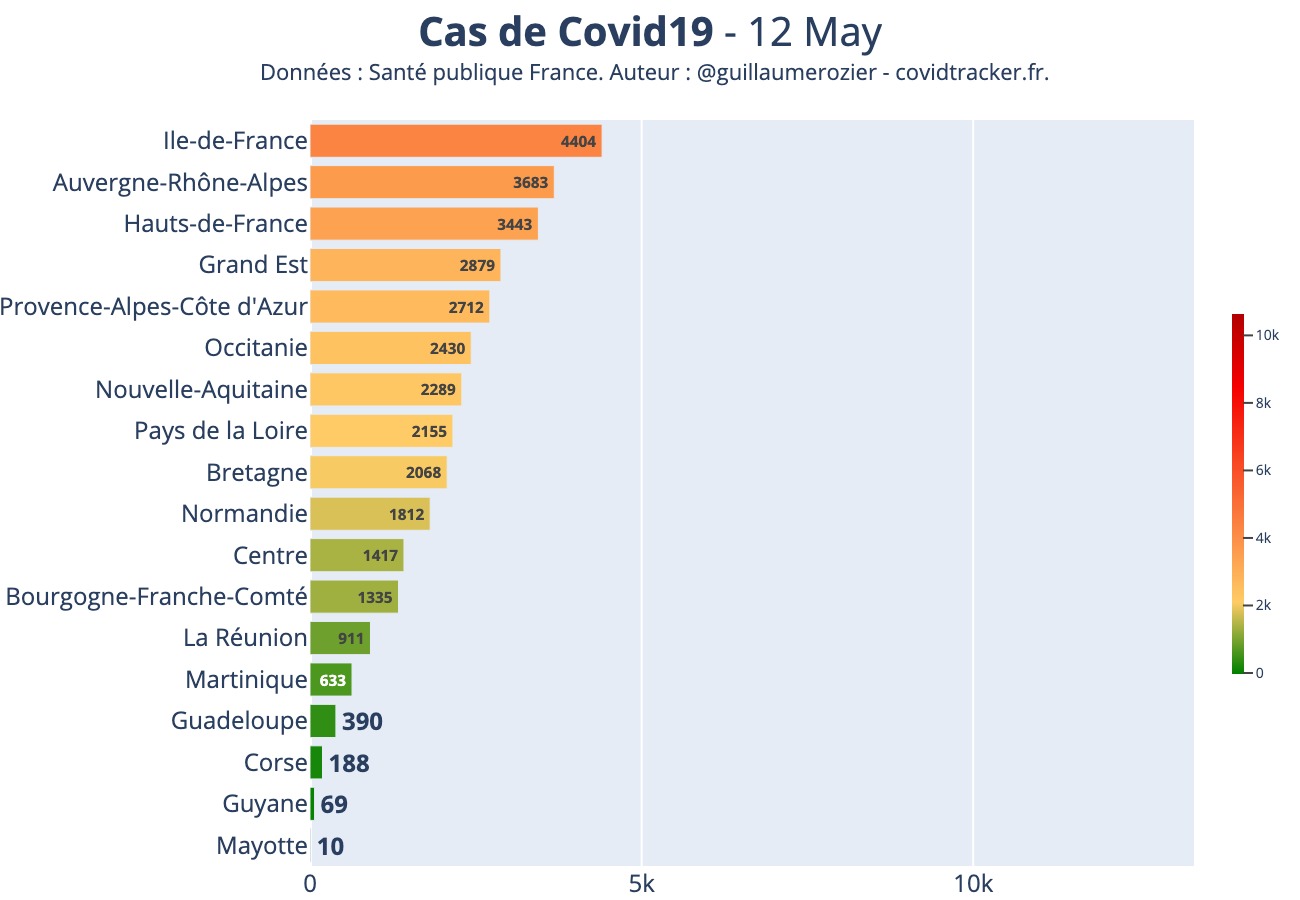 Cas de Covid19 - 12 May
Données : Santé publique France. Auteur : @guillaumerozier - covidtracker.fr.
Ile-de-France 4404
Auvergne-Rhône-Alpes 3683
Hauts-de-France 3443
Grand Est 2879
Provence-Alpes-Côte d'Azur 2712
Occitanie 2430
Nouvelle-Aquitaine 2289
Pays de la Loire 2155
Bretagne 2068
Normandie 1812
Centre 1417
Bourgogne-Franche-Comté 1335
La Réunion 911
Martinique 633
Guadeloupe 390
Corse 188
Guyane 69
Mayotte 10
0 5k 10k
10k
8k
6k
4k
2k
0